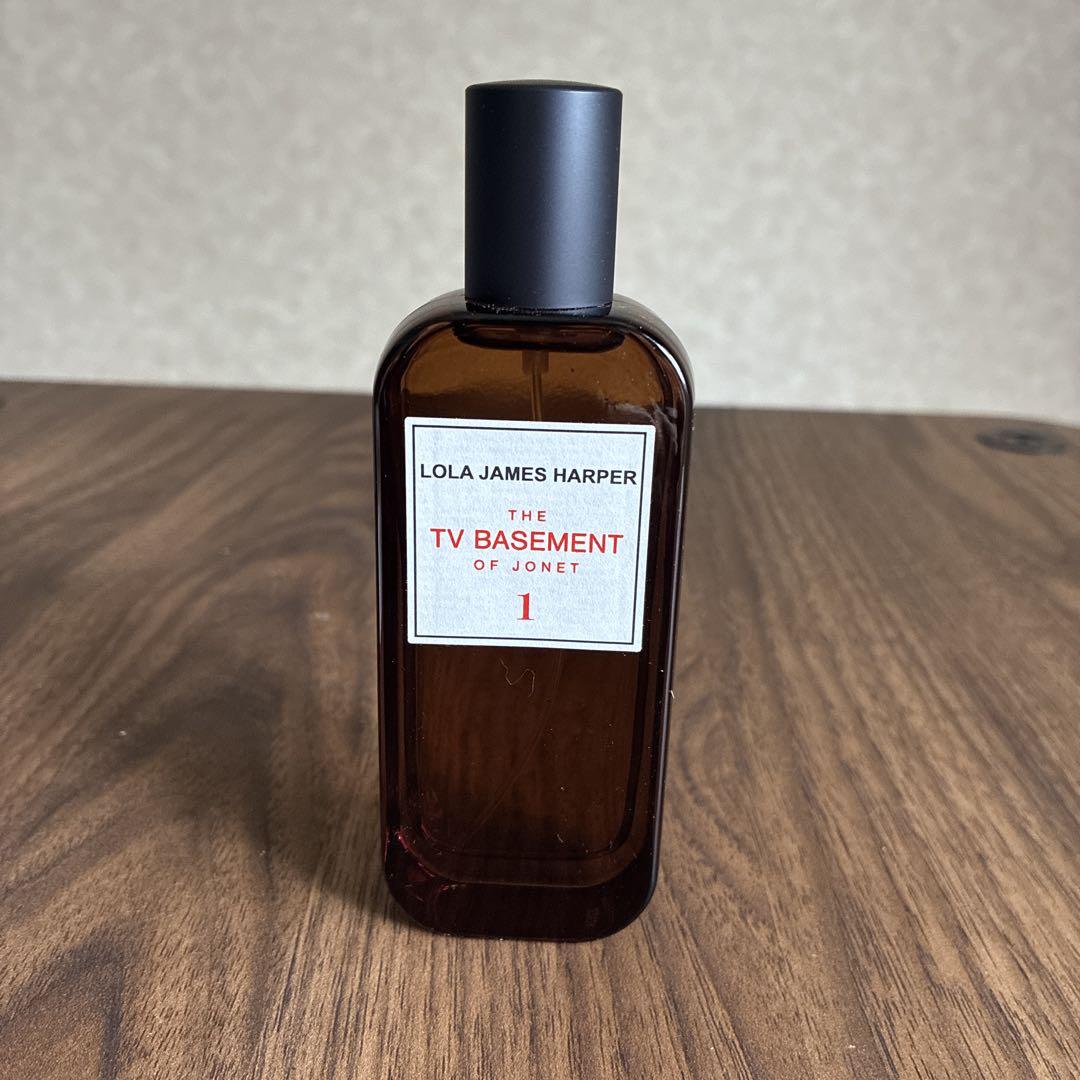 LOLA JAMES HARPER
THE
TV BASEMENT
OF JONET
1